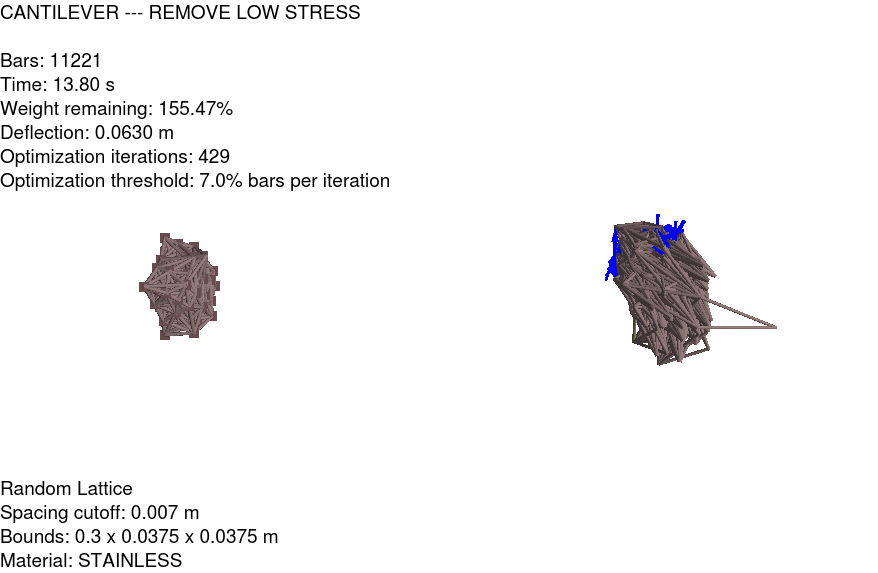 CANTILEVER --- REMOVE LOW STRESS
Bars: 11221
Time: 13.80 s
Weight remaining: 155.47%
Deflection: 0.0630 m
Optimization iterations: 429
Optimization threshold: 7.0% bars per iteration
Random Lattice
Spacing cutoff: 0.007 m
Bounds: 0.3 x 0.0375 x 0.0375 m
Material: STAINLESS